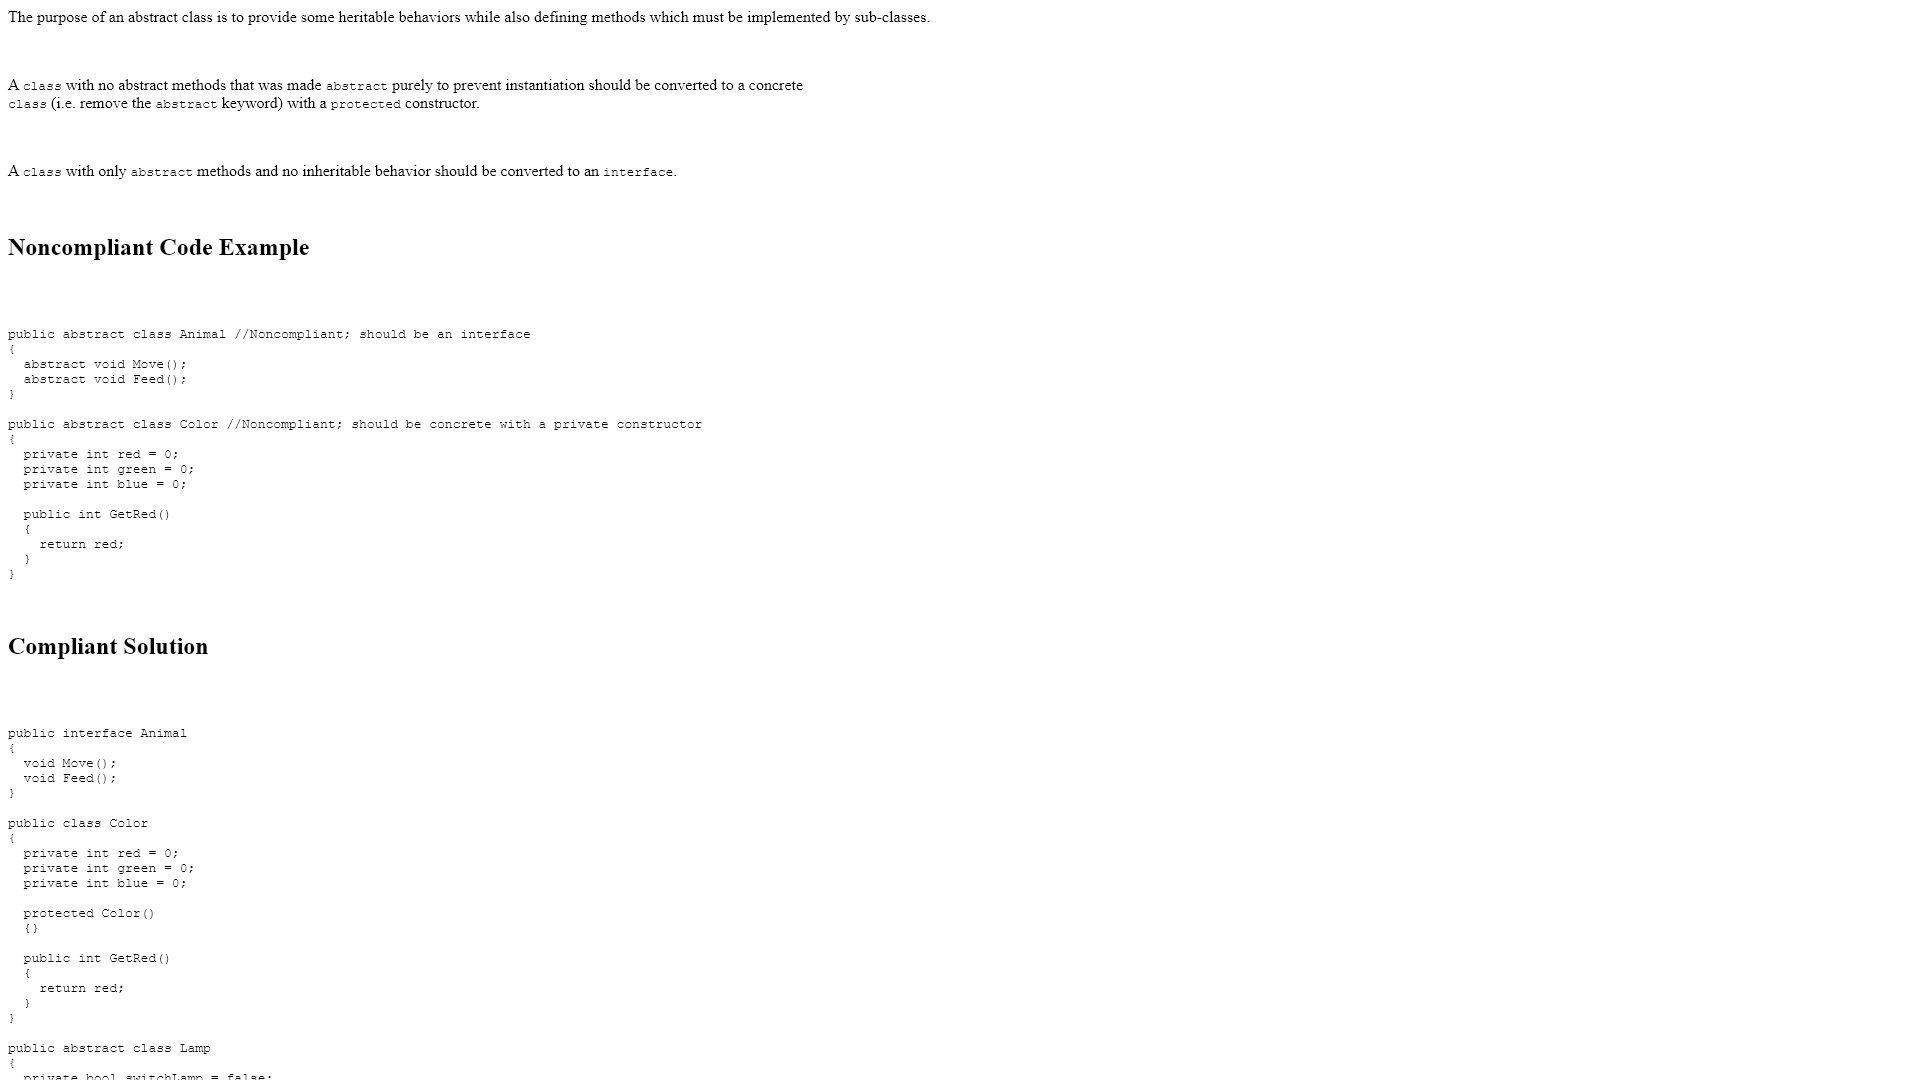 The purpose of an abstract class is to provide some heritable behaviors while also defining methods which must be implemented by sub-classes.
A class with no abstract methods that was made abstract purely to prevent instantiation should be converted to a concrete
class (i.e. remove the abstract keyword) with a protected constructor.
A class with only abstract methods and no inheritable behavior should be converted to an interface.
Noncompliant Code Example
public abstract class Animal //Noncompliant; should be an interface
{
  abstract void Move();
  abstract void Feed();
}
public abstract class Color //Noncompliant; should be concrete with a private constructor
{
  private int red = 0;
  private int green = 0;
  private int blue = 0;
  public int GetRed()
  {
    return red;
  }
}
Compliant Solution
public interface Animal
{
  void Move();
  void Feed();
}
public class Color
{
  private int red = 0;
  private int green = 0;
  private int blue = 0;
  protected Color()
  {}
  public int GetRed()
  {
    return red;
  }
}
public abstract class Lamp
{
  private bool switchLamp = false;